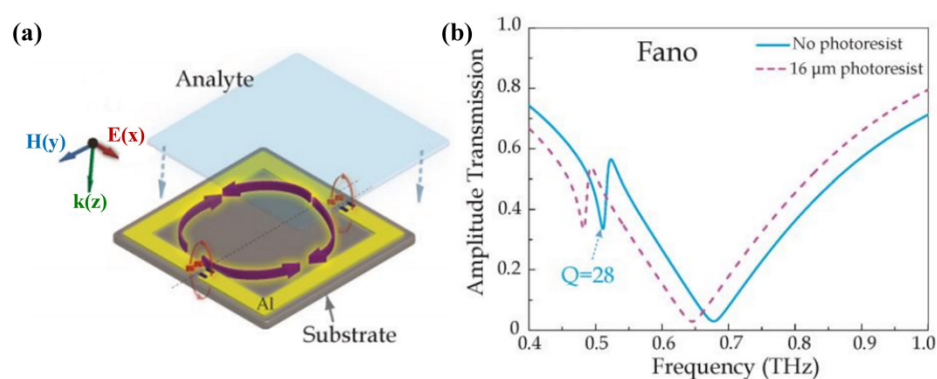 (a)
Analyte
H(y)
E(x)
k(z)
Al
Substrate
(b)
Fano
No photoresist
16 μm photoresist
Q=28
Amplitude Transmission
1.0
0.8
0.6
0.4
0.2
0
0.4 0.5 0.6 0.7 0.8 0.9 1.0
Frequency (THz)